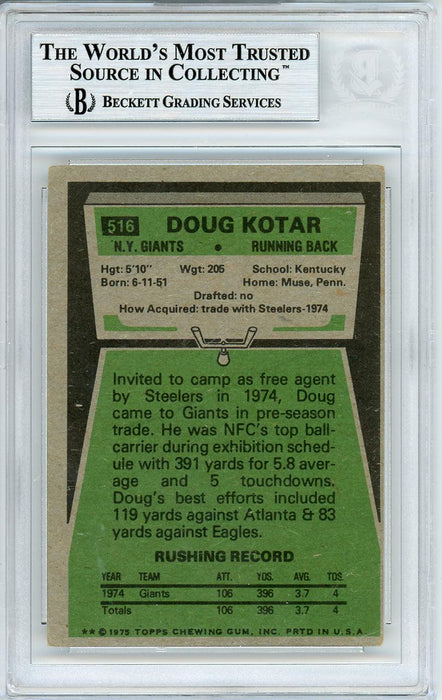 THE WORLD'S MOST TRUSTED
SOURCE IN COLLECTING™
B BECKETT GRADING SERVICES
516 DOUG KOTAR
N.Y. GIANTS • RUNNING BACK
Hgt: 5'10" Wgt: 205 School: Kentucky
Born: 6-11-51 Home: Muse, Penn.
Drafted: no
How Acquired: trade with Steelers-1974
Invited to camp as free agent
by Steelers in 1974, Doug
came to Giants in pre-season
trade. He was NFC's top ball-
carrier during exhibition sched-
ule with 391 yards for 5.8 aver-
age and 5 touchdowns.
Doug's best efforts included
119 yards against Atlanta & 83
yards against Eagles.
RUSHING RECORD
YEAR TEAM ATT. YDS. AVG. TDS
1974 Giants 106 396 3.7 4
Totals 106 396 3.7 4
** © 1975 TOPPS CHEWING GUM, INC. PRTD IN U.S.A.